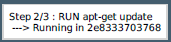 Step 2/3 : RUN apt-get update
---> Running in 2e8333703768